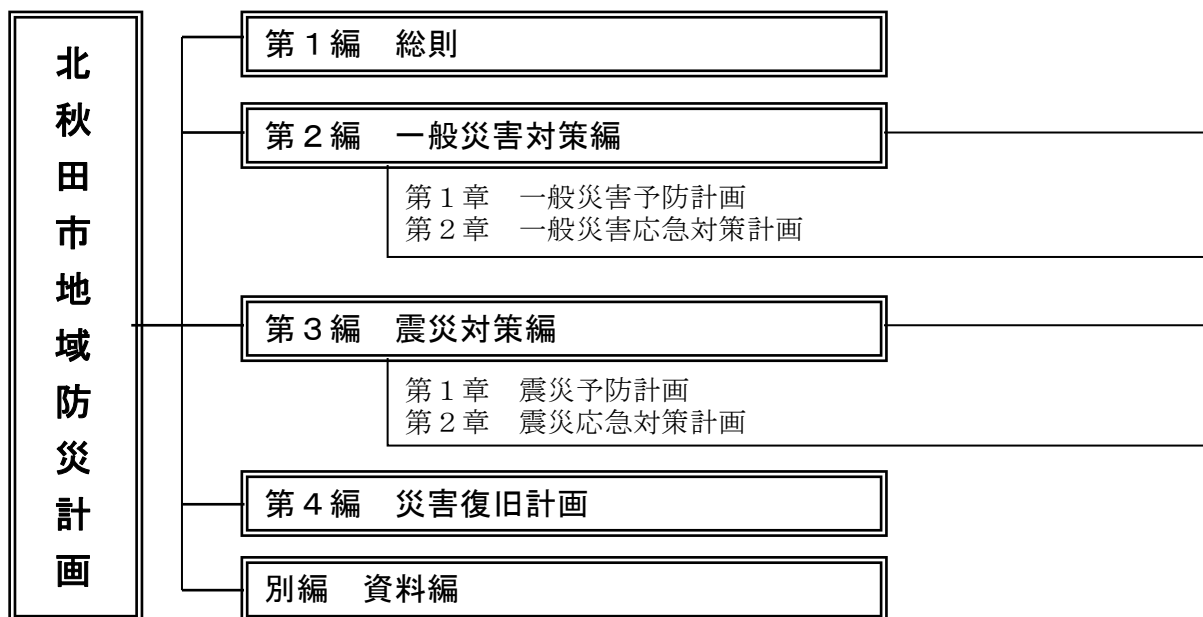 北秋田市地域防災計画
第１編　総則
第２編　一般災害対策編
第１章　一般災害予防計画
第２章　一般災害応急対策計画
第３編　震災対策編
第１章　震災予防計画
第２章　震災応急対策計画
第４編　災害復旧計画
別編　資料編